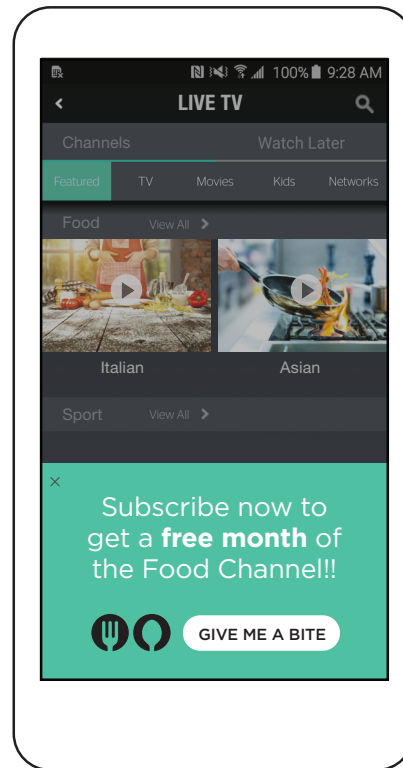 100% 9:28 AM
LIVE TV
Channels Watch Later
Featured TV Movies Kids Networks
Food View All
Italian Asian
Sport View All
Subscribe now to
get a free month of
the Food Channel!!
GIVE ME A BITE